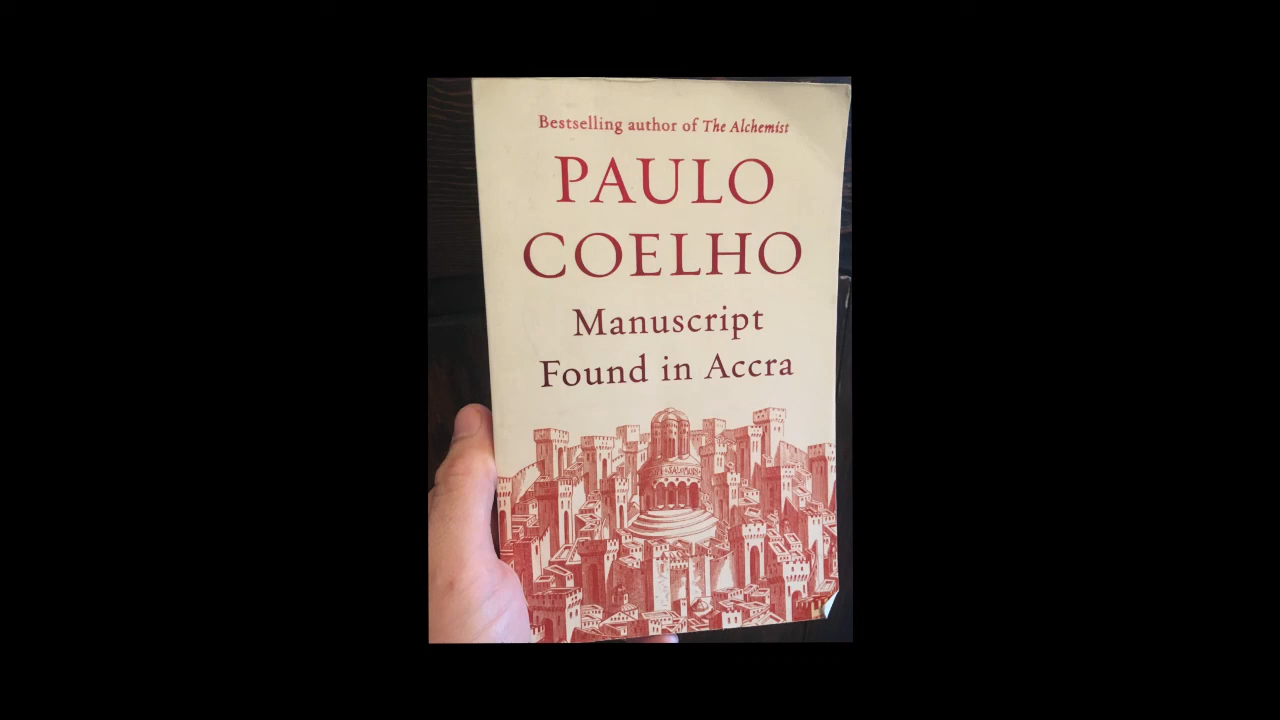 Bestselling author of The Alchemist
PAULO
COELHO
Manuscript
Found in Accra